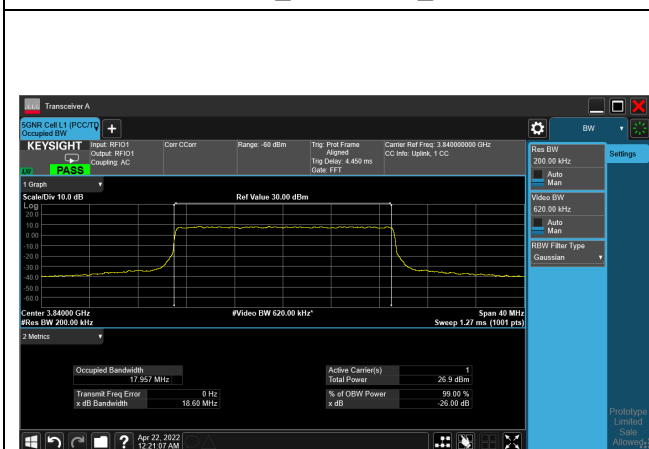 Transceiver A
5GNR Cell L1 (PCC/TD
Occupied BW
BW
KEYSIGHT
Input: RFIO1
Output: RFIO1
Coupling: AC
Corr CCorr
Range: -60 dBm
Trig: Prot Frame
Aligned
Trig Delay: 4.450 ms
Gate: FFT
Carrier Ref Freq: 3.840000000 GHz
CC Info: Uplink, 1 CC
PASS
Res BW
200.00 kHz
Auto
Man
Settings
Video BW
620.00 kHz
Auto
Man
RBW Filter Type
Gaussian
1 Graph
Scale/Div 10.0 dB
Ref Value 30.00 dBm
Log
20.0
10.0
0.00
-10.0
-20.0
-30.0
-40.0
-50.0
-60.0
Center 3.84000 GHz
#Video BW 620.00 kHz*
Span 40 MHz
#Res BW 200.00 kHz
Sweep 1.27 ms (1001 pts)
2 Metrics
Occupied Bandwidth
17.957 MHz
Active Carrier(s) 1
Total Power 26.9 dBm
Transmit Freq Error 0 Hz
x dB Bandwidth 18.60 MHz
% of OBW Power 99.00 %
x dB -26.00 dB
Prototype
Limited
Sale
Allowed
?
Apr 22, 2022
12:21:07 AM